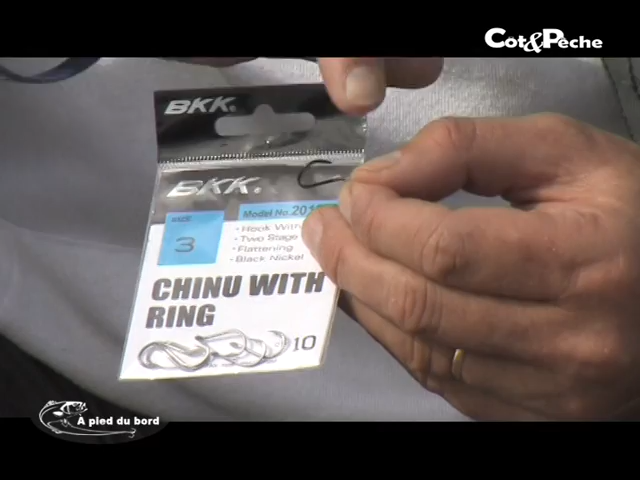 Cot&Peche
BKK
BKK
SIZE
3
Model No.
• Hook With
• Two Stage
• Flattening
• Black Nickel
CHINU WITH
RING
10
À pied du bord